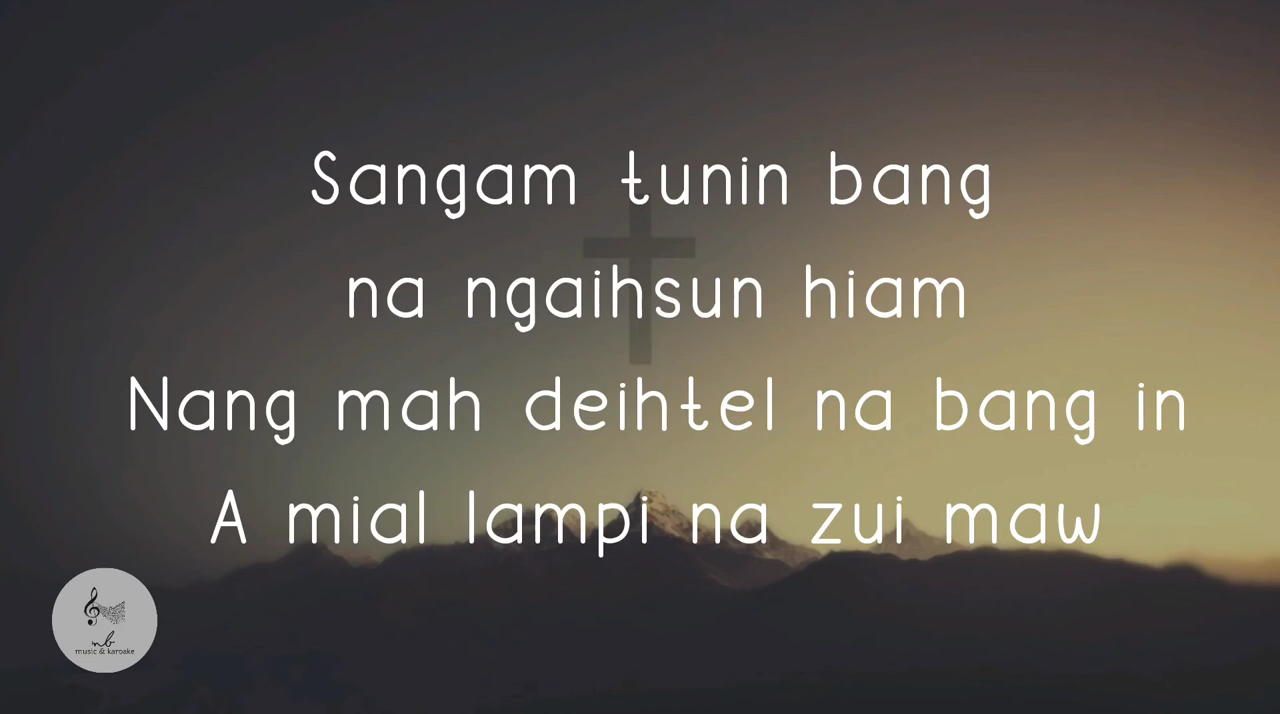 Sangam tunin bang
na ngaihsun hiam
Nang mah deihtel na bang in
A mial lampi na zui maw
nb
music & karoake